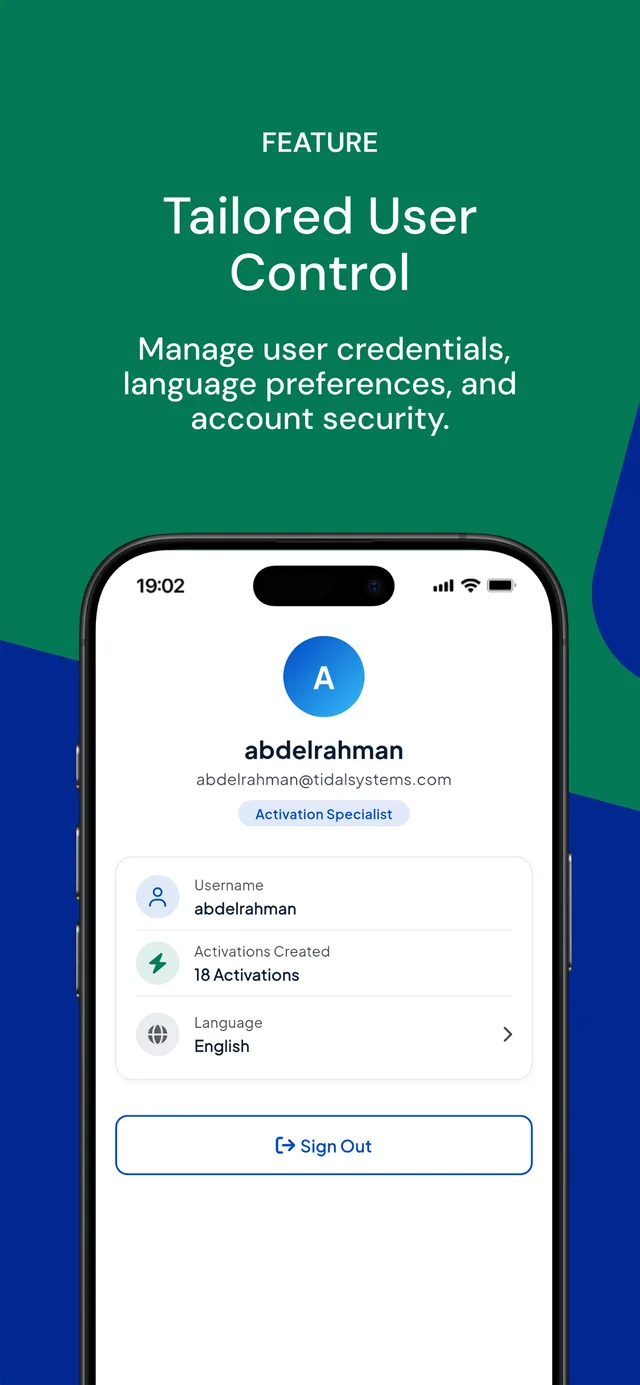 FEATURE
Tailored User
Control
Manage user credentials,
language preferences, and
account security.
19:02
A
abdelrahman
abdelrahman@tidalsystems.com
Activation Specialist
Username
abdelrahman
Activations Created
18 Activations
Language
English
Sign Out